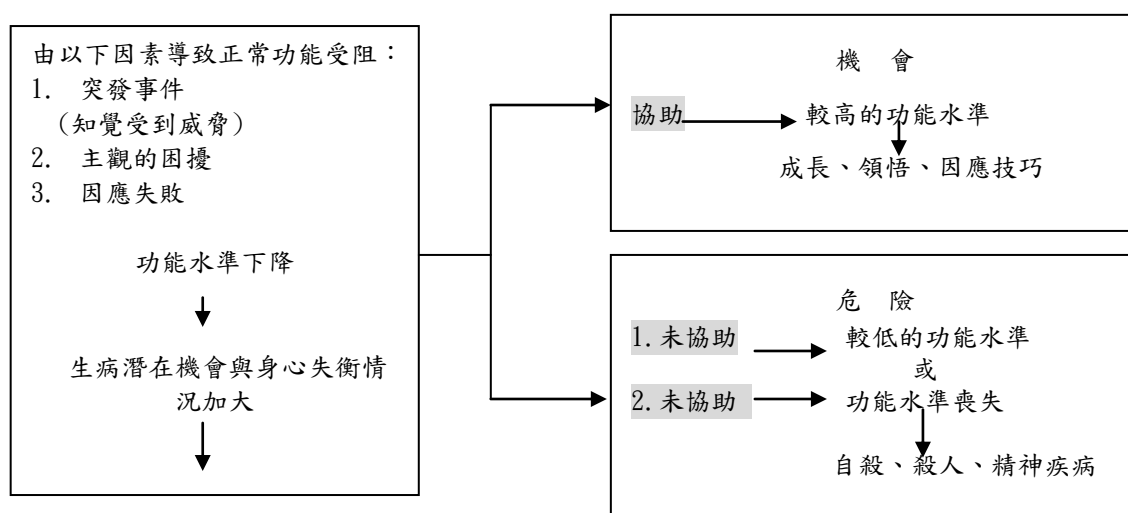 由以下因素導致正常功能受阻：
1. 突發事件
（知覺受到威脅）
2. 主觀的困擾
3. 因應失敗
功能水準下降
生病潛在機會與身心失衡情
況加大
機 會
協助 較高的功能水準
成長、領悟、因應技巧
危 險
1.未協助 較低的功能水準
或
2.未協助 功能水準喪失
自殺、殺人、精神疾病